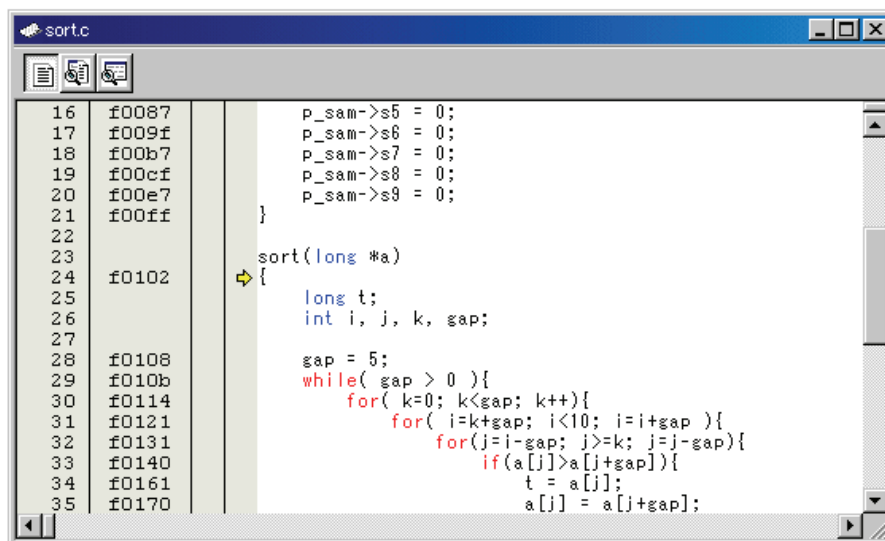 sort.c
16 f0087 p_sam->s5 = 0;
17 f009f p_sam->s6 = 0;
18 f00b7 p_sam->s7 = 0;
19 f00cf p_sam->s8 = 0;
20 f00e7 p_sam->s9 = 0;
21 f00ff }
22
23 sort(long *a)
24 f0102 {
25 long t;
26 int i, j, k, gap;
27
28 f0108 gap = 5;
29 f010b while( gap > 0 ){
30 f0114 for( k=0; k<gap; k++){
31 f0121 for( i=k+gap; i<10; i=i+gap ){
32 f0131 for(j=i-gap; j>=k; j=j-gap){
33 f0140 if(a[j]>a[j+gap]){
34 f0161 t = a[j];
35 f0170 a[j] = a[j+gap];